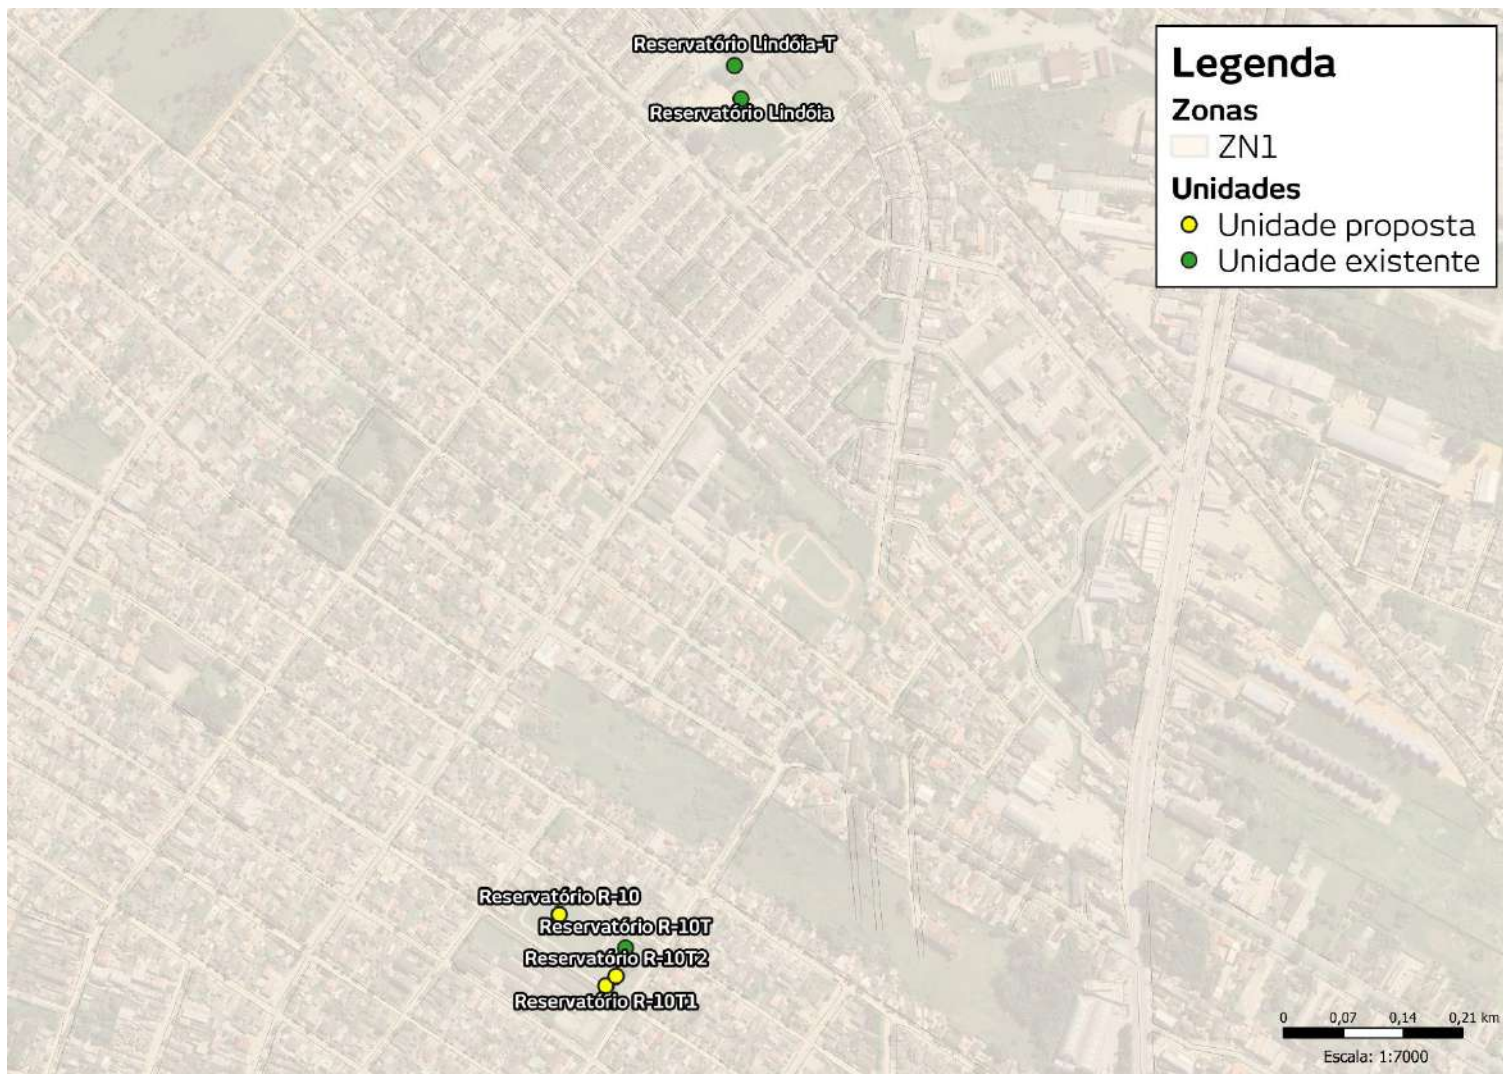 Reservatório Lindóia-T
Reservatório Lindóia
Legenda
Zonas
ZN1
Unidades
Unidade proposta
Unidade existente
Reservatório R-10
Reservatório R-10T
Reservatório R-10T2
Reservatório R-10T1
0 0,07 0,14 0,21 km
Escala: 1:7000